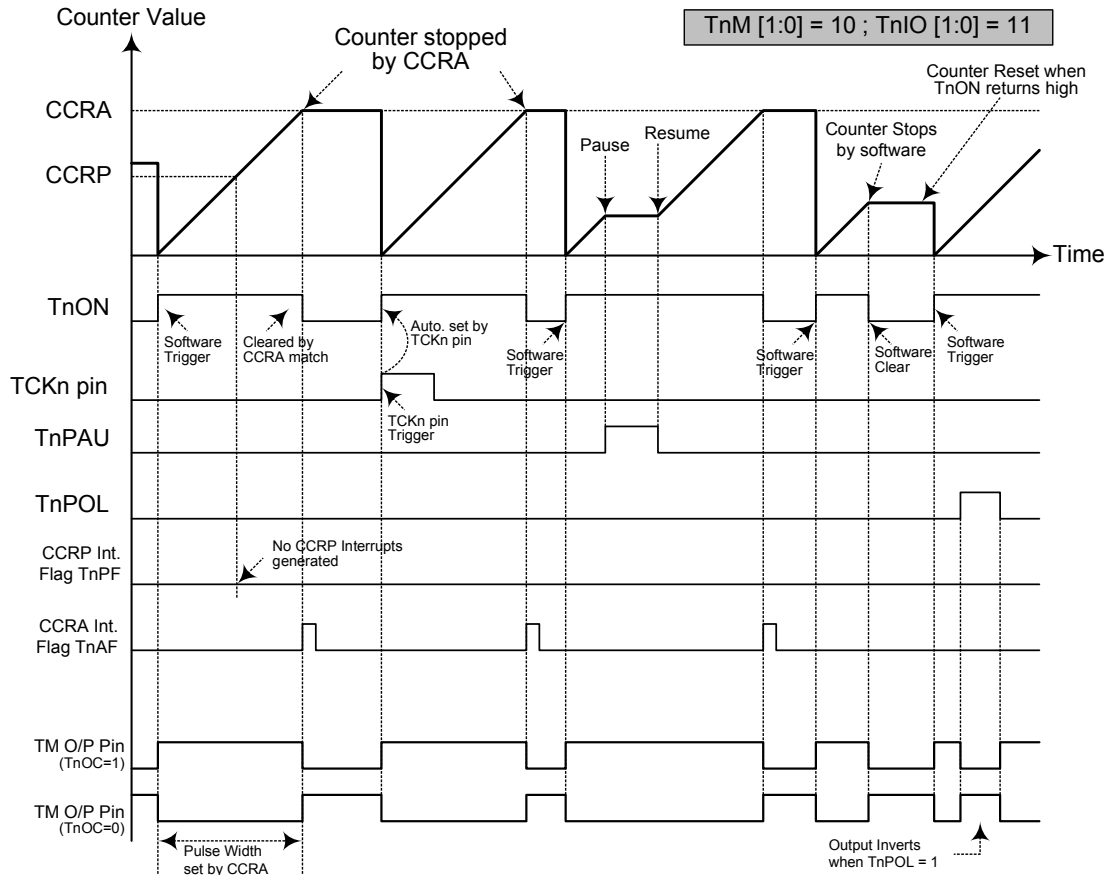 Counter Value
TnM [1:0] = 10 ; TnIO [1:0] = 11
Counter stopped
by CCRA
Counter Reset when
TnON returns high
CCRA
Pause
Resume
Counter Stops
by software
CCRP
Time
TnON
Software
Trigger
Cleared by
CCRA match
Auto. set by
TCKn pin
Software
Trigger
Software
Trigger
Software
Clear
Software
Trigger
TCKn pin
TCKn pin
Trigger
TnPAU
TnPOL
CCRP Int.
Flag TnPF
No CCRP Interrupts
generated
CCRA Int.
Flag TnAF
TM O/P Pin
(TnOC=1)
TM O/P Pin
(TnOC=0)
Pulse Width
set by CCRA
Output Inverts
when TnPOL = 1